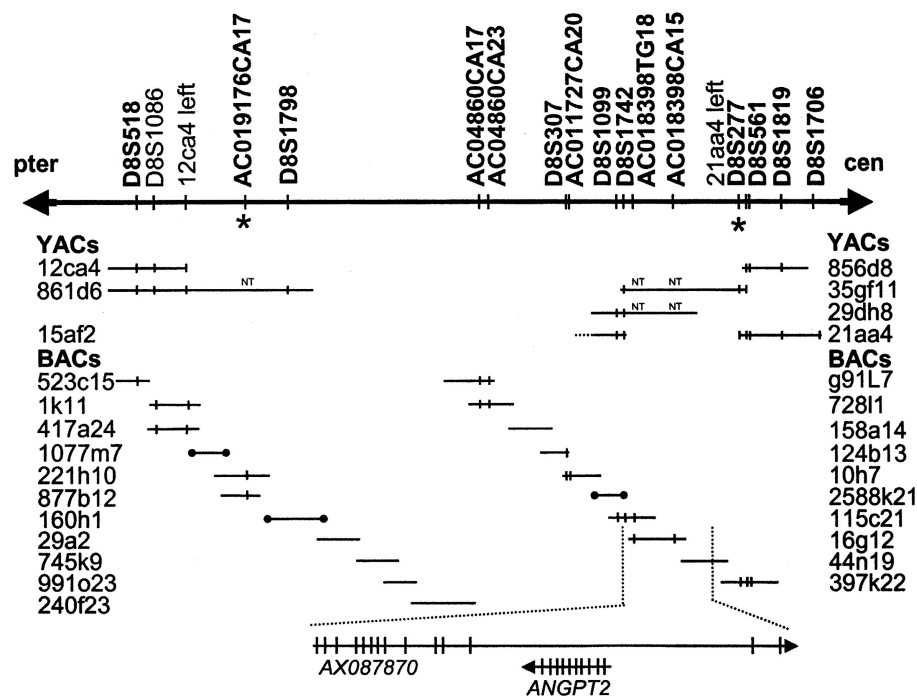 D8S518
D8S1086
12ca4 left
AC019176CA17
D8S1798
AC04860CA17
AC04860CA23
D8S307
AC011727CA20
D8S1099
D8S1742
AC018398TG18
AC018398CA15
21aa4 left
D8S277
D8S561
D8S1819
D8S1706
pter
cen
* *
YACs YACs
12ca4 856d8
861d6 NT NT NT 35gf11
NT NT 29dh8
15af2 21aa4
BACs BACs
523c15 g91L7
1k11 728l1
417a24 158a14
1077m7 124b13
221h10 10h7
877b12 2588k21
160h1 115c21
29a2 16g12
745k9 44n19
991o23 397k22
240f23
AX087870
ANGPT2